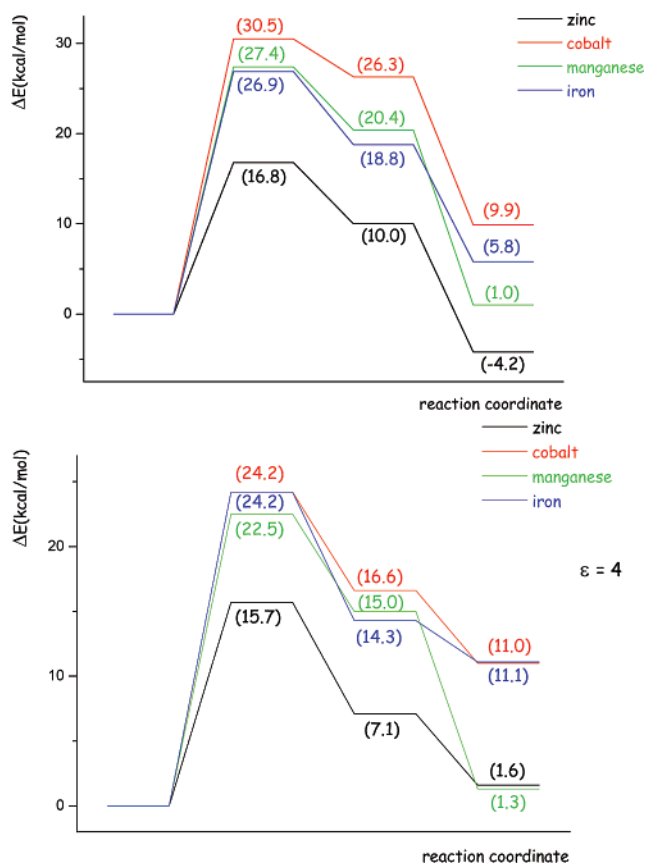 zinc
cobalt
manganese
iron
ΔE(kcal/mol)
30
20
10
0
(30.5)
(27.4)
(26.9)
(16.8)
(26.3)
(20.4)
(18.8)
(10.0)
(9.9)
(5.8)
(1.0)
(-4.2)
reaction coordinate
zinc
cobalt
manganese
iron
ΔE(kcal/mol)
20
10
0
(24.2)
(24.2)
(22.5)
(15.7)
(16.6)
(15.0)
(14.3)
(7.1)
(11.0)
(11.1)
(1.6)
(1.3)
ε = 4
reaction coordinate